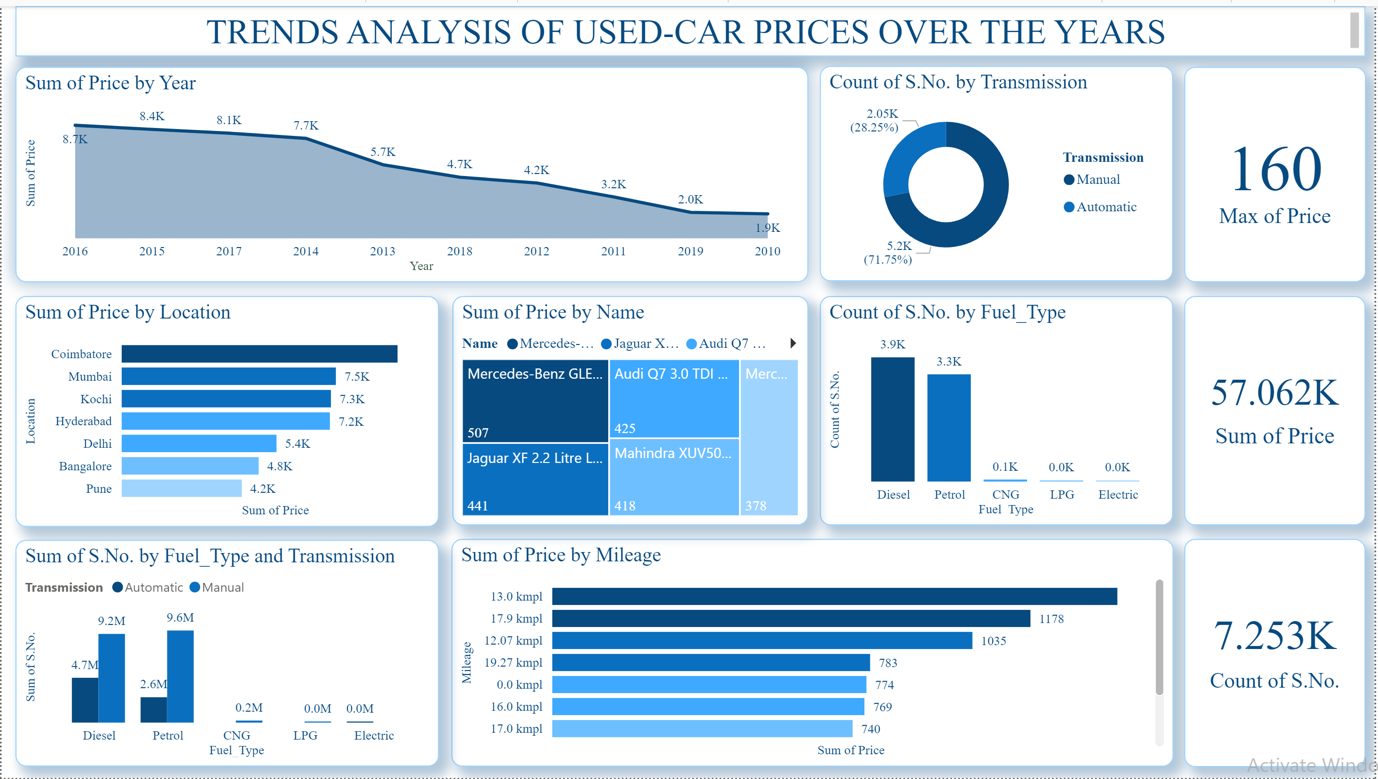 TRENDS ANALYSIS OF USED-CAR PRICES OVER THE YEARS
Sum of Price by Year
Sum of Price
8.7K
8.4K
8.1K
7.7K
5.7K
4.7K
4.2K
3.2K
2.0K
1.9K
2016 2015 2017 2014 2013 2018 2012 2011 2019 2010
Year
Count of S.No. by Transmission
2.05K
(28.25%)
5.2K
(71.75%)
Transmission
Manual
Automatic
160
Max of Price
Sum of Price by Location
Location
Coimbatore
Mumbai 7.5K
Kochi 7.3K
Hyderabad 7.2K
Delhi 5.4K
Bangalore 4.8K
Pune 4.2K
Sum of Price
Sum of Price by Name
Name Mercedes-... Jaguar X... Audi Q7 ...
Mercedes-Benz GLE...
507
Jaguar XF 2.2 Litre L...
441
Audi Q7 3.0 TDI ...
425
Mahindra XUV50...
418
Merc...
378
Count of S.No. by Fuel_Type
Count of S.No.
3.9K
3.3K
0.1K
0.0K
0.0K
Diesel Petrol CNG LPG Electric
Fuel_Type
57.062K
Sum of Price
Sum of S.No. by Fuel_Type and Transmission
Transmission Automatic Manual
Sum of S.No.
4.7M
9.2M
2.6M
9.6M
0.2M
0.0M
0.0M
Diesel Petrol CNG LPG Electric
Fuel_Type
Sum of Price by Mileage
Mileage
13.0 kmpl
17.9 kmpl 1178
12.07 kmpl 1035
19.27 kmpl 783
0.0 kmpl 774
16.0 kmpl 769
17.0 kmpl 740
Sum of Price
7.253K
Count of S.No.
Activate Windo